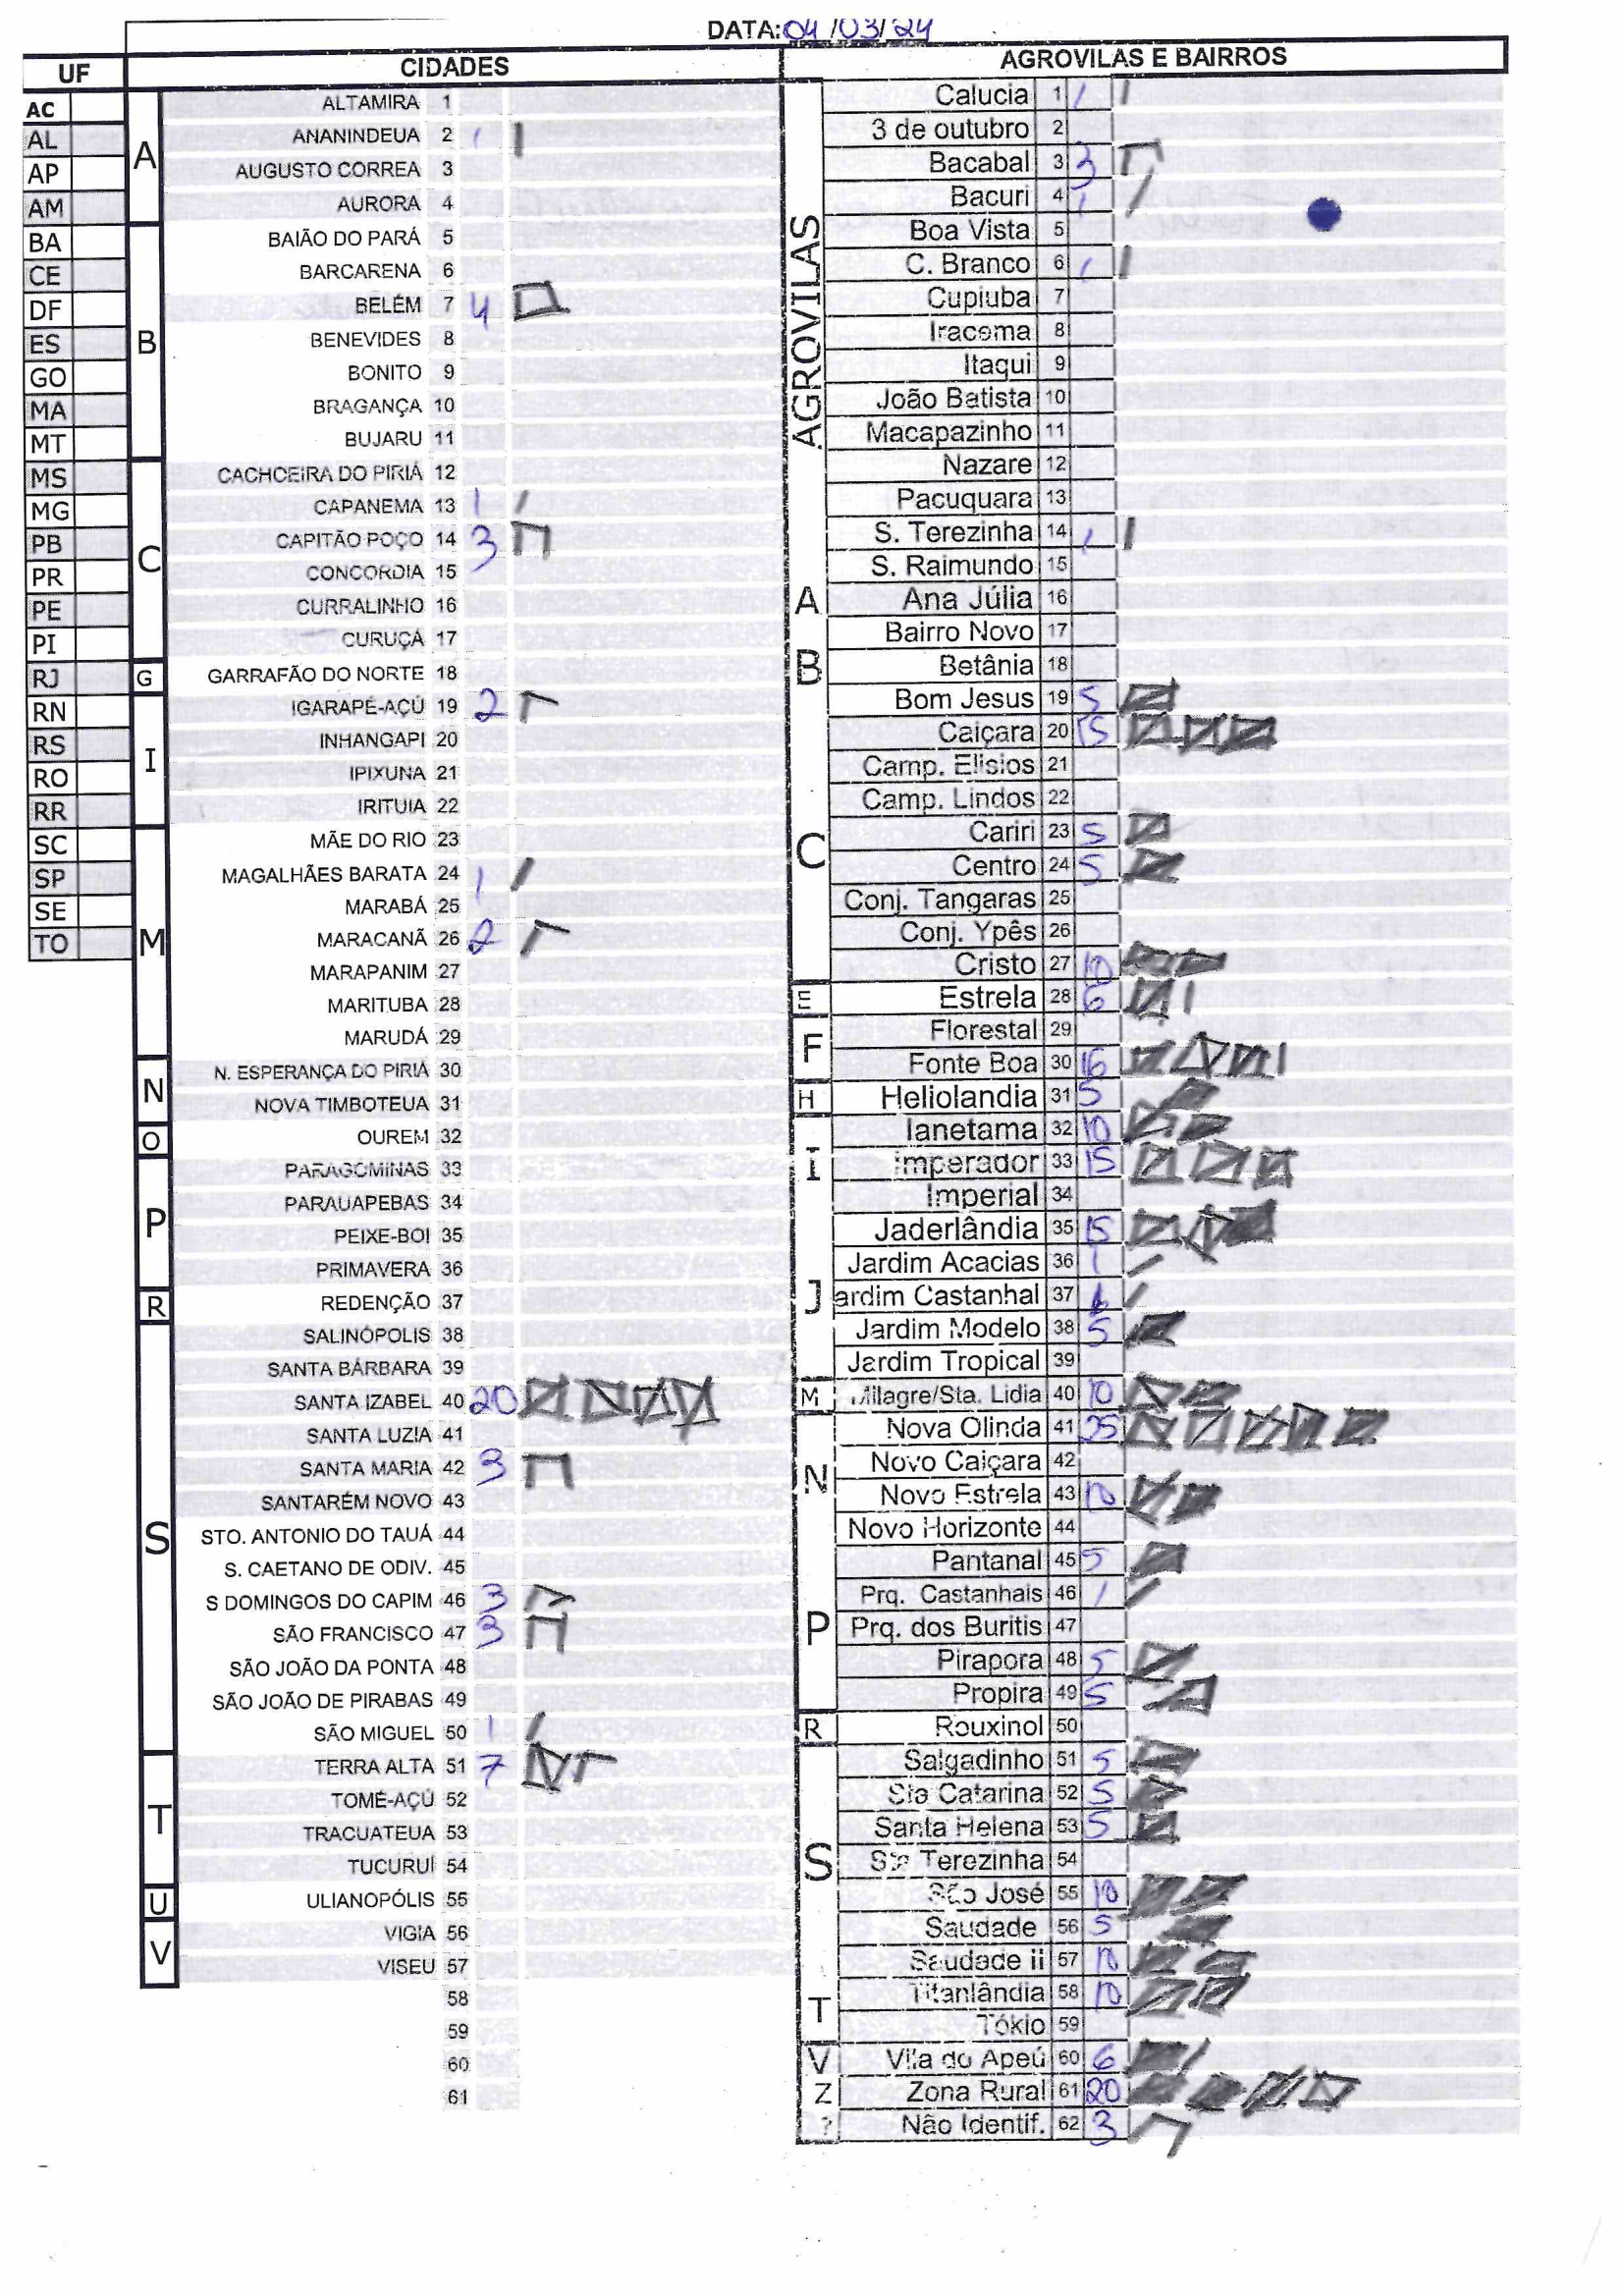 DATA: 04/03/24
UF
CIDADES
AGROVILAS E BAIRROS
AC
AL
AP
AM
BA
CE
DF
ES
GO
MA
MT
MS
MG
PB
PR
PE
PI
RJ
RN
RS
RO
RR
SC
SP
SE
TO
A
ALTAMIRA 1
ANANINDEUA 2 1
AUGUSTO CORREA 3
AURORA 4
B
BAIÃO DO PARÁ 5
BARCARENA 6
BELÉM 7 4
BENEVIDES 8
BONITO 9
BRAGANÇA 10
BUJARU 11
C
CACHOEIRA DO PIRIÁ 12
CAPANEMA 13 1
CAPITÃO POÇO 14 3
CONCORDIA 15
CURRALINHO 16
CURUÇÁ 17
G
GARRAFÃO DO NORTE 18
I
IGARAPÉ-AÇÚ 19 2
INHANGAPI 20
IPIXUNA 21
IRITUIA 22
M
MÃE DO RIO 23
MAGALHÃES BARATA 24 1
MARABÁ 25
MARACANÃ 26 2
MARAPANIM 27
MARITUBA 28
MARUDÁ 29
N
N. ESPERANÇA DO PIRIÁ 30
NOVA TIMBOTEUA 31
O
OUREM 32
P
PARAGOMINAS 33
PARAUAPEBAS 34
PEIXE-BOI 35
PRIMAVERA 36
R
REDENÇÃO 37
S
SALINÓPOLIS 38
SANTA BÁRBARA 39
SANTA IZABEL 40 20
SANTA LUZIA 41
SANTA MARIA 42 3
SANTARÉM NOVO 43
STO. ANTONIO DO TAUÁ 44
S. CAETANO DE ODIV. 45
S DOMINGOS DO CAPIM 46 3
SÃO FRANCISCO 47 3
SÃO JOÃO DA PONTA 48
SÃO JOÃO DE PIRABAS 49
SÃO MIGUEL 50 1
T
TERRA ALTA 51 7
TOMÉ-AÇÚ 52
TRACUATEUA 53
TUCURUÍ 54
U
ULIANOPÓLIS 55
V
VIGIA 56
VISEU 57
58
59
60
61
AGROVILAS
Calucia 1 1
3 de outubro 2
Bacabal 3 3
Bacuri 4 1
Boa Vista 5
C. Branco 6 1
Cupiuba 7
Iracema 8
Itaqui 9
João Batista 10
Macapazinho 11
Nazare 12
Pacuquara 13
S. Terezinha 14 1
S. Raimundo 15
A
Ana Júlia 16
Bairro Novo 17
B
Betânia 18
Bom Jesus 19 5
Caiçara 20 15
Camp. Elisios 21
Camp. Lindos 22
C
Cariri 23 5
Centro 24 5
Conj. Tangaras 25
Conj. Ypês 26
Cristo 27 10
E
Estrela 28 6
F
Florestal 29
Fonte Boa 30 16
H
Heliolandia 31 5
I
Ianetama 32 10
Imperador 33 15
Imperial 34
J
Jaderlândia 35 15
Jardim Acacias 36 1
ardim Castanhal 37 1
Jardim Modelo 38 5
Jardim Tropical 39
M
Milagre/Sta. Lidia 40 10
N
Nova Olinda 41 25
Novo Caiçara 42
Novo Estrela 43 10
Novo Horizonte 44
P
Pantanal 45 5
Prq. Castanhais 46 1
Prq. dos Buritis 47
Pirapora 48 5
Propira 49 5
R
Rouxinol 50
S
Salgadinho 51 5
Sta Catarina 52 5
Santa Helena 53 5
Sta Terezinha 54
São José 55 10
Saudade 56 5
Saudade II 57 10
T
Titanlândia 58 10
Tókio 59
V
Vila do Apeú 60 6
Z
Zona Rural 61 20
?
Não Identif. 62 3